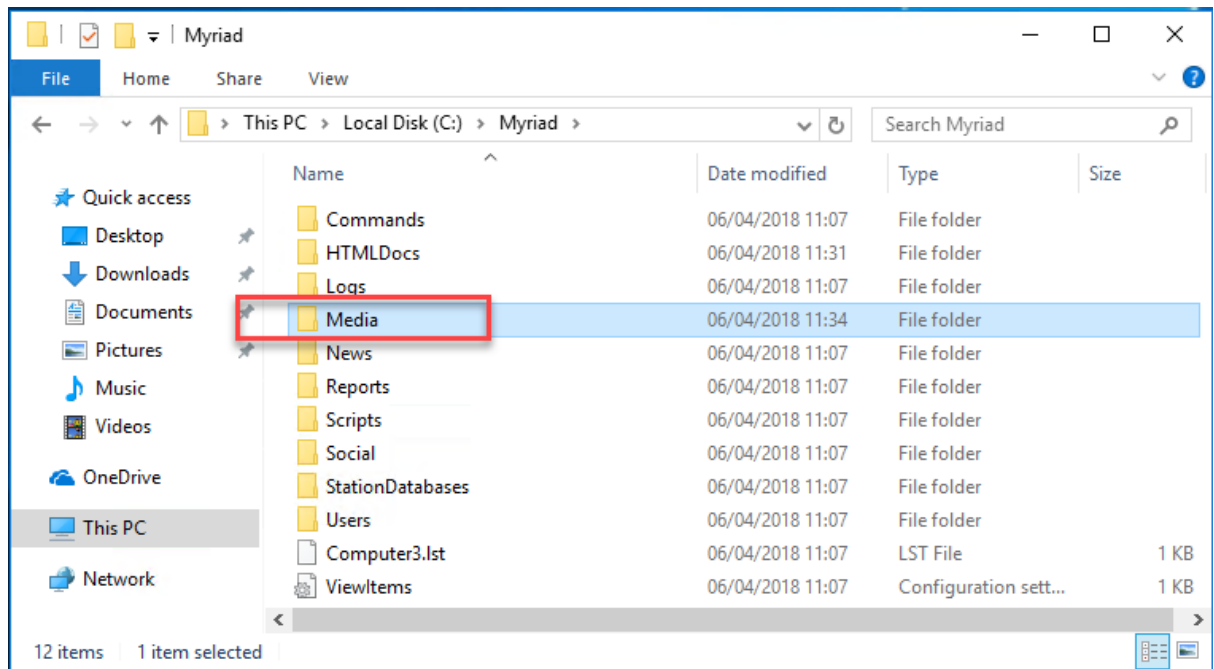 Myriad
File Home Share View
This PC Local Disk (C:) Myriad Search Myriad
Name Date modified Type Size
Quick access
Desktop
Downloads
Documents
Pictures
Music
Videos
OneDrive
This PC
Network
Commands 06/04/2018 11:07 File folder
HTMLDocs 06/04/2018 11:31 File folder
Logs 06/04/2018 11:07 File folder
Media 06/04/2018 11:34 File folder
News 06/04/2018 11:07 File folder
Reports 06/04/2018 11:07 File folder
Scripts 06/04/2018 11:07 File folder
Social 06/04/2018 11:07 File folder
StationDatabases 06/04/2018 11:07 File folder
Users 06/04/2018 11:07 File folder
Computer3.lst 06/04/2018 11:07 LST File 1 KB
ViewItems 06/04/2018 11:07 Configuration sett... 1 KB
12 items 1 item selected